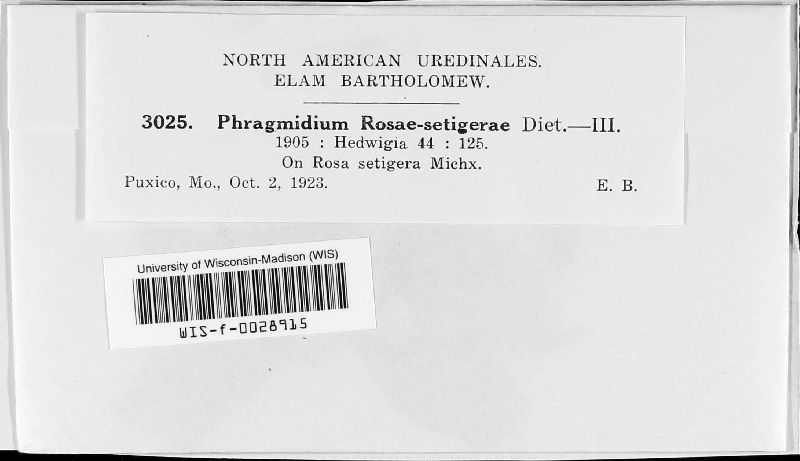 NORTH AMERICAN UREDINALES.
ELAM BARTHOLOMEW.
3025. Phragmidium Rosae-setigerae Diet.—III.
1905 : Hedwigia 44 : 125.
On Rosa setigera Michx.
Puxico, Mo., Oct. 2, 1923. E. B.
University of Wisconsin-Madison (WIS)
WIS-f-0028915